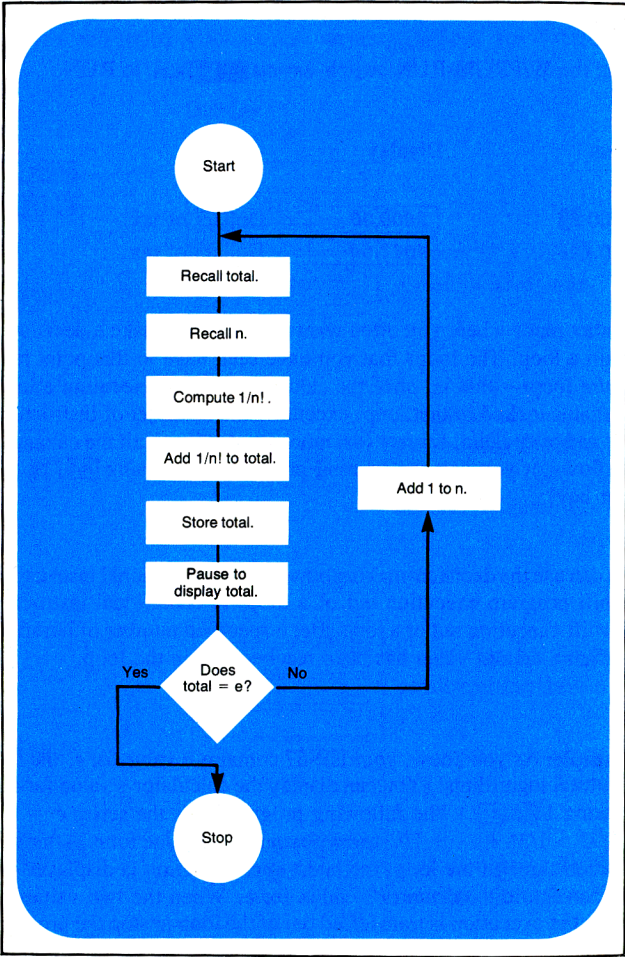 Start
Recall total.
Recall n.
Compute 1/n! .
Add 1/n! to total.
Store total.
Pause to
display total.
Add 1 to n.
Yes
Does
total = e?
No
Stop